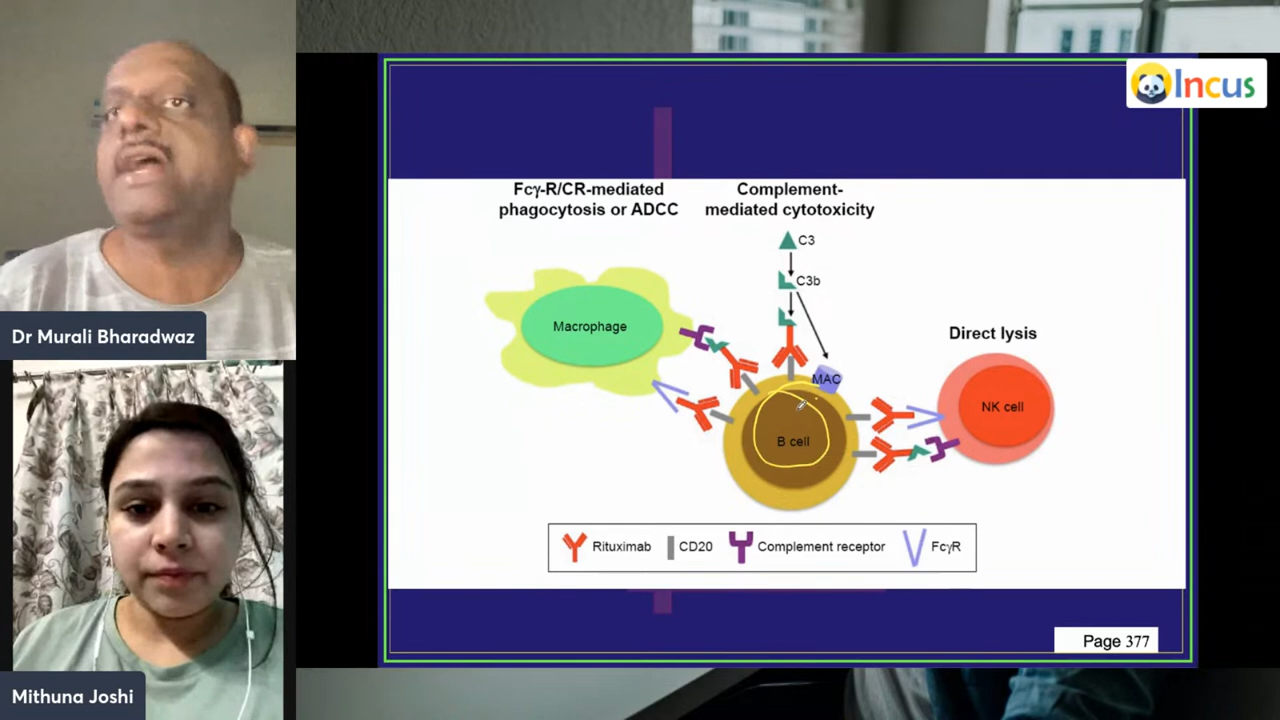 Incus
Fcγ-R/CR-mediated
phagocytosis or ADCC
Complement-
mediated cytotoxicity
C3
C3b
Macrophage
Direct lysis
MAC
NK cell
B cell
Rituximab
CD20
Complement receptor
FcγR
Page 377
Dr Murali Bharadwaz
Mithuna Joshi